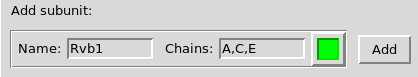 Add subunit:
Name: Rvb1 Chains: A,C,E Add